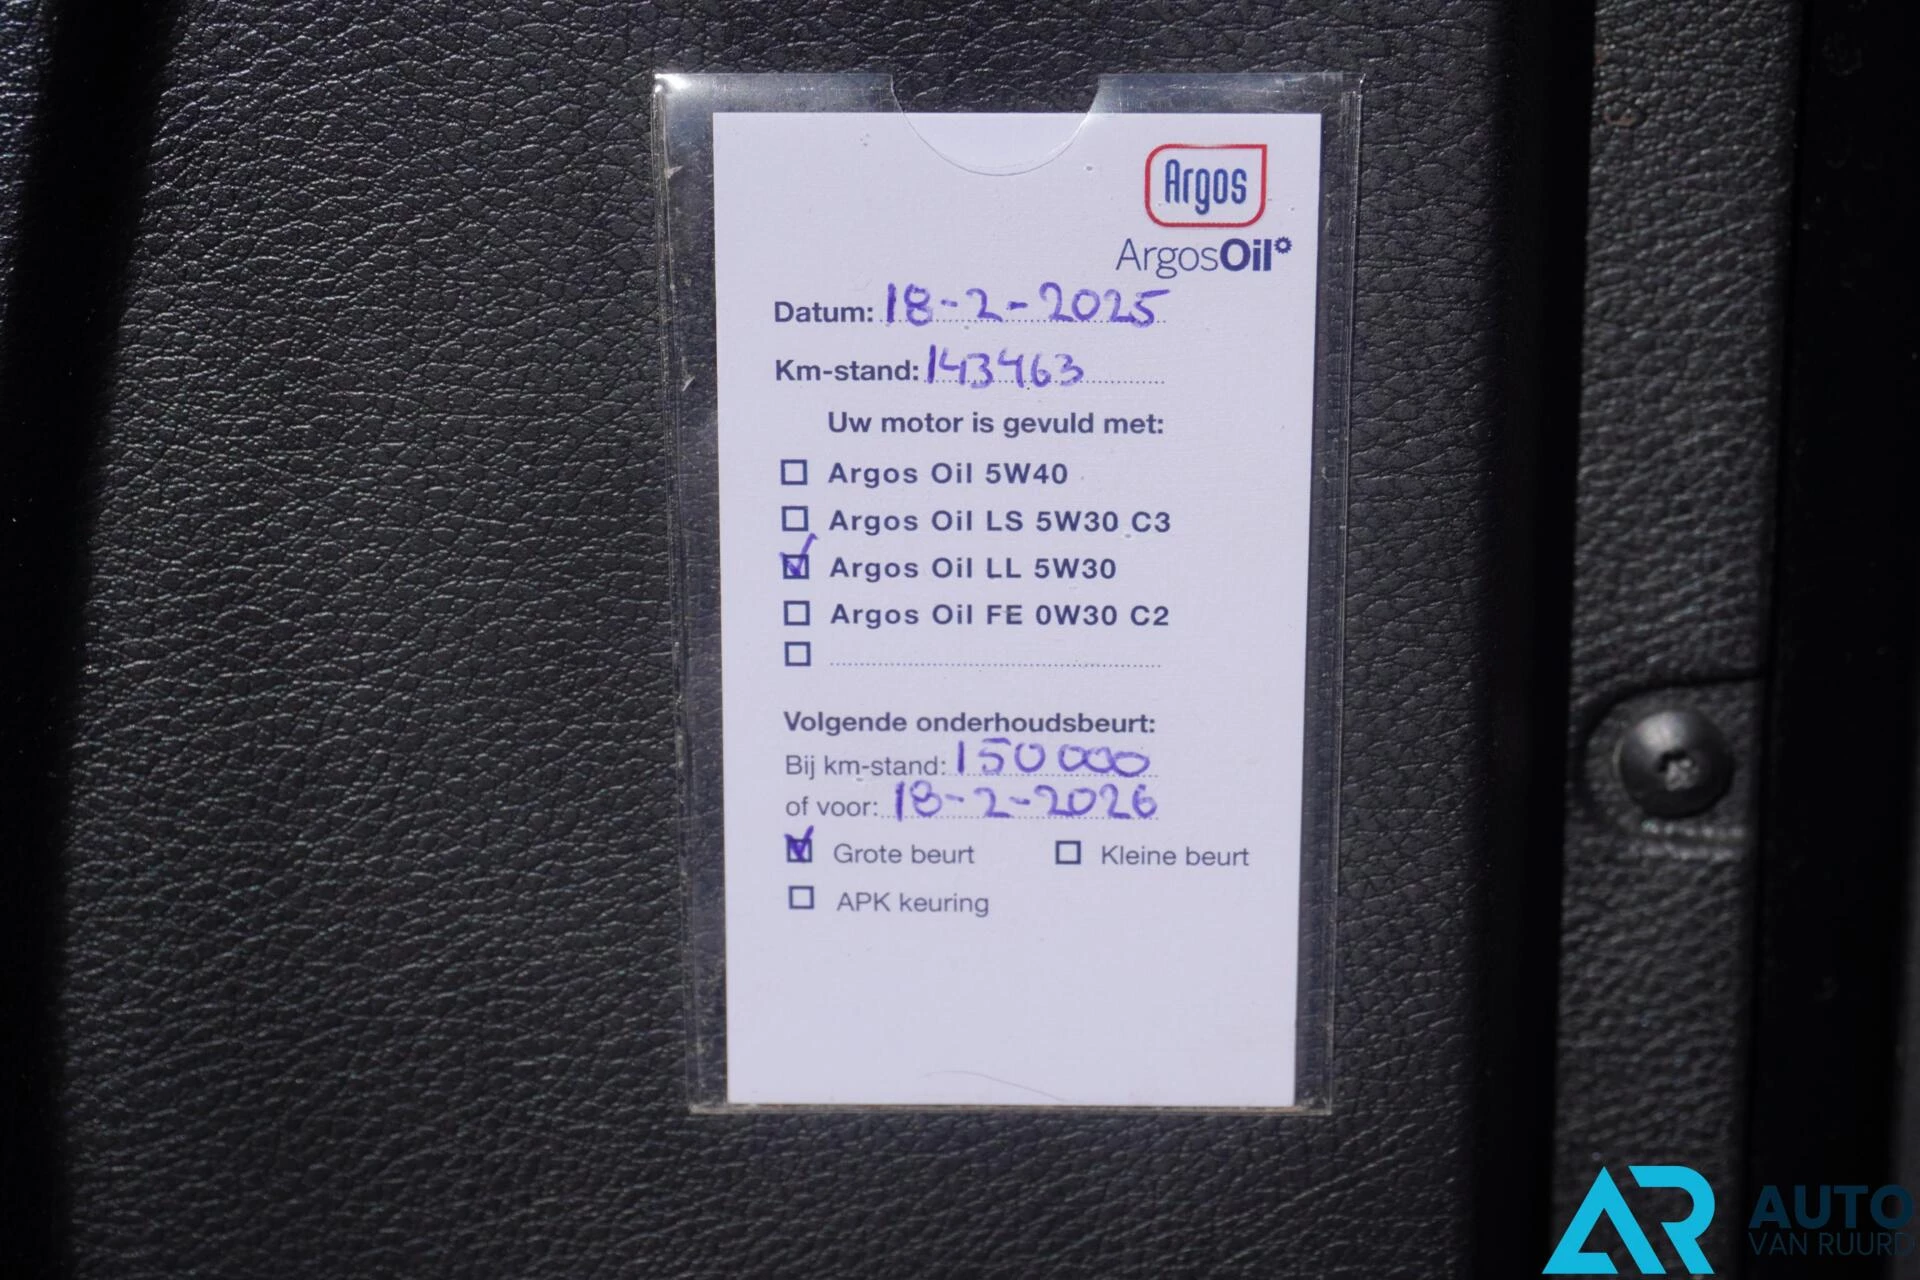 Argos
ArgosOil
Datum: 18-2-2025
Km-stand: 143463
Uw motor is gevuld met:
Argos Oil 5W40
Argos Oil LS 5W30 C3
Argos Oil LL 5W30
Argos Oil FE 0W30 C2
Volgende onderhoudsbeurt:
Bij km-stand: 150000
of voor: 18-2-2026
Grote beurt Kleine beurt
APK keuring
AR AUTO
VAN RUURD